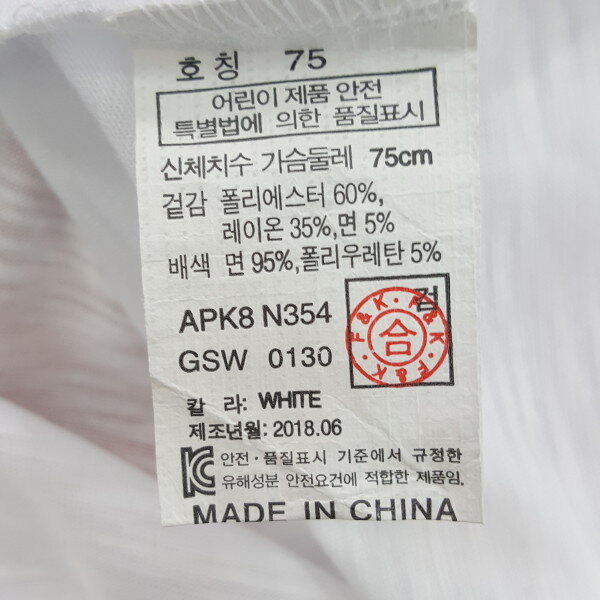 호 칭 75
어린이 제품 안전
특별법에 의한 품질표시
신체치수 가슴둘레 75cm
겉감 폴리에스터 60%,
레이온 35%,면 5%
배색 면 95%,폴리우레탄 5%
APK8 N354
GSW 0130
검
F&K · F&K · F&K ·
合
칼 라: WHITE
제조년월: 2018.06
안전·품질표시 기준에서 규정한
유해성분 안전요건에 적합한 제품임.
MADE IN CHINA